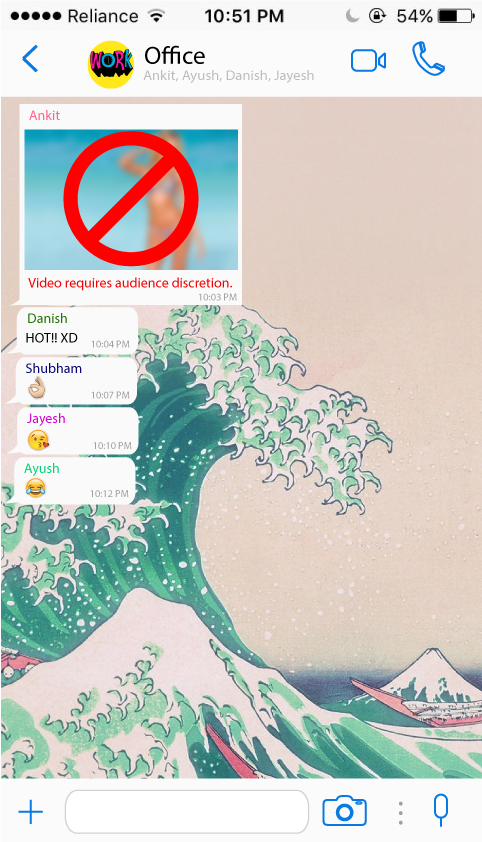 Reliance 10:51 PM 54%
WORK
Office
Ankit, Ayush, Danish, Jayesh
Ankit
Video requires audience discretion.
10:03 PM
Danish
HOT!! XD 10:04 PM
Shubham
👌🏼 10:07 PM
Jayesh
😘 10:10 PM
Ayush
😂 10:12 PM